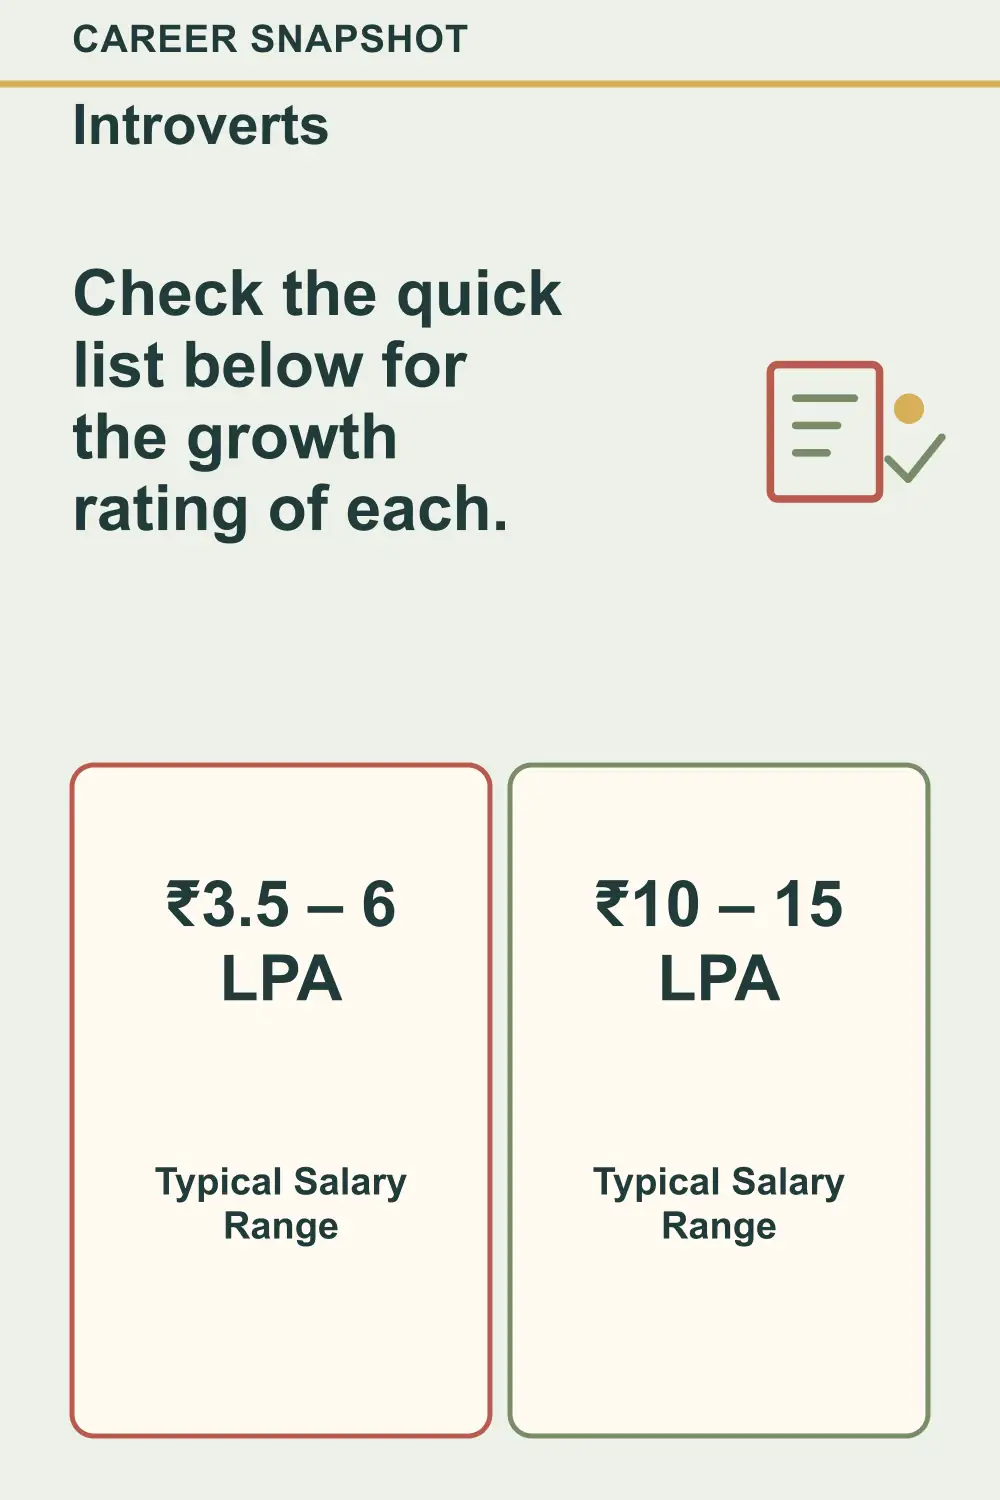 CAREER SNAPSHOT
Introverts
Check the quick
list below for
the growth
rating of each.
₹3.5 – 6
LPA
Typical Salary
Range
₹10 – 15
LPA
Typical Salary
Range